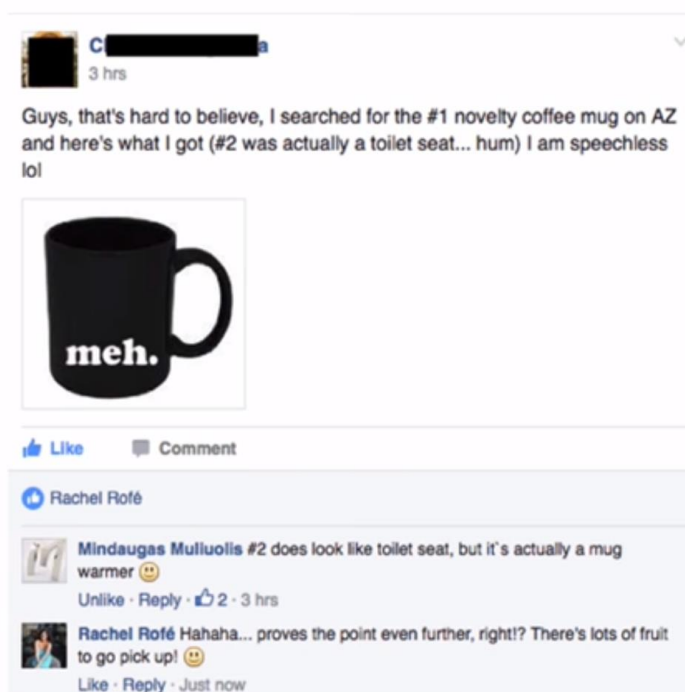 C a
3 hrs
Guys, that's hard to believe, I searched for the #1 novelty coffee mug on AZ
and here's what I got (#2 was actually a toilet seat... hum) I am speechless
lol
meh.
Like Comment
Rachel Rofé
Mindaugas Muliuolis #2 does look like toilet seat, but it`s actually a mug
warmer
Unlike · Reply · 2 · 3 hrs
Rachel Rofé Hahaha... proves the point even further, right!? There's lots of fruit
to go pick up!
Like · Reply · Just now